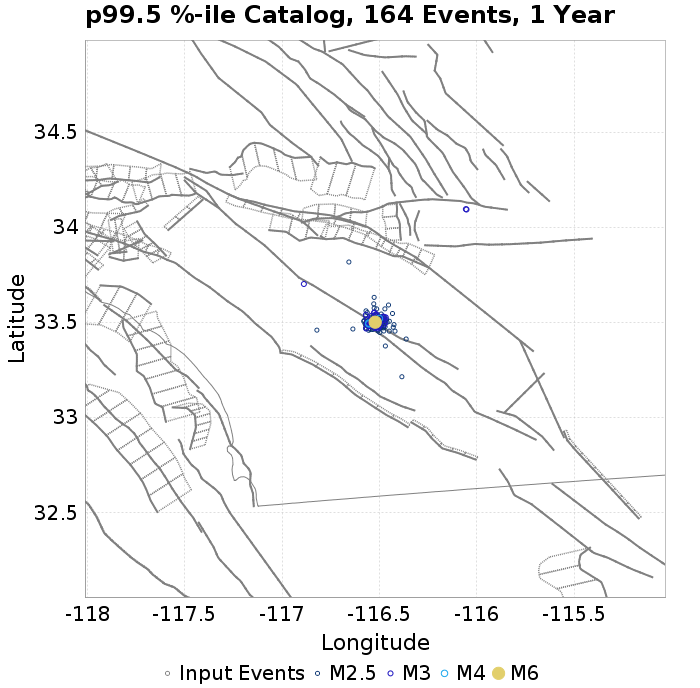 p99.5 %-ile Catalog, 164 Events, 1 Year
34.5
34
33.5
33
32.5
Latitude
-118
-117.5
-117
-116.5
-116
-115.5
Longitude
Input Events M2.5 M3 M4 M6